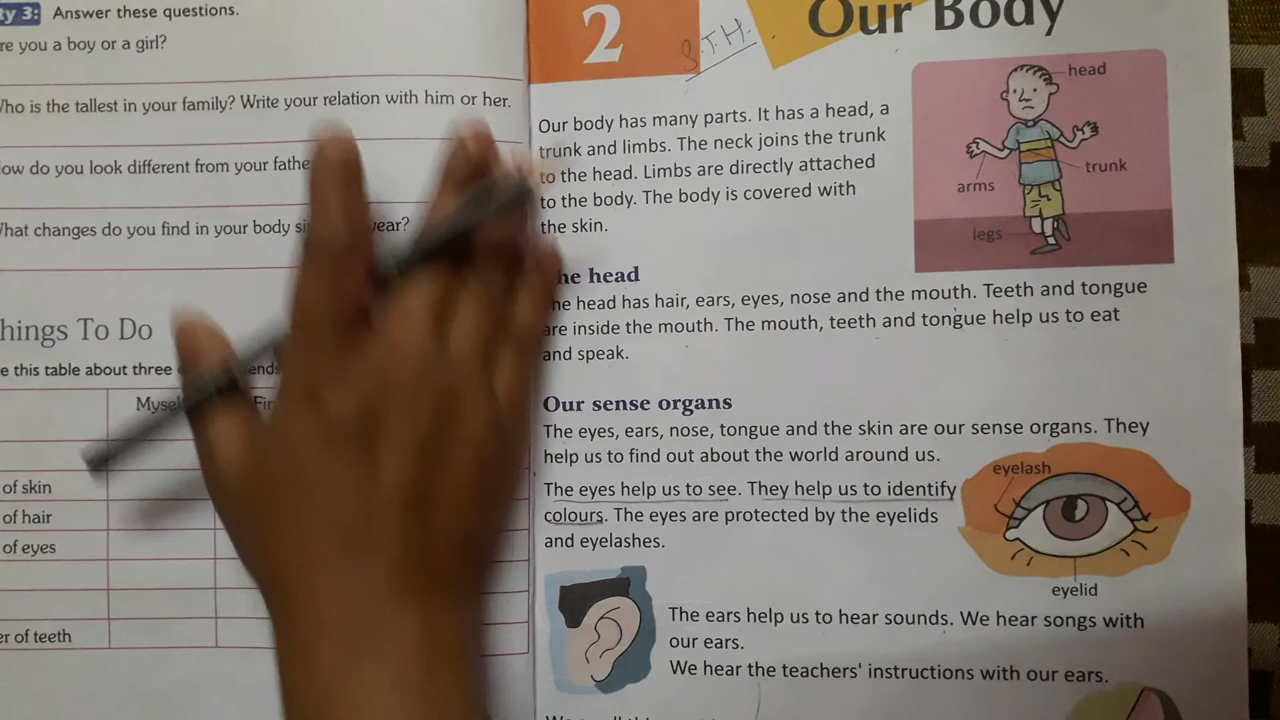 ty 3: Answer these questions.
re you a boy or a girl?
Who is the tallest in your family? Write your relation with him or her.
ow do you look different from your fathe
What changes do you find in your body si year?
hings To Do
e this table about three ends
Mysel Fir
of skin
of hair
of eyes
er of teeth
2
S.T.H.
Our Body
Our body has many parts. It has a head, a
trunk and limbs. The neck joins the trunk
to the head. Limbs are directly attached
to the body. The body is covered with
the skin.
head
arms
trunk
legs
he head
he head has hair, ears, eyes, nose and the mouth. Teeth and tongue
are inside the mouth. The mouth, teeth and tongue help us to eat
and speak.
Our sense organs
The eyes, ears, nose, tongue and the skin are our sense organs. They
help us to find out about the world around us.
The eyes help us to see. They help us to identify
colours. The eyes are protected by the eyelids
and eyelashes.
eyelash
eyelid
The ears help us to hear sounds. We hear songs with
our ears.
We hear the teachers' instructions with our ears.